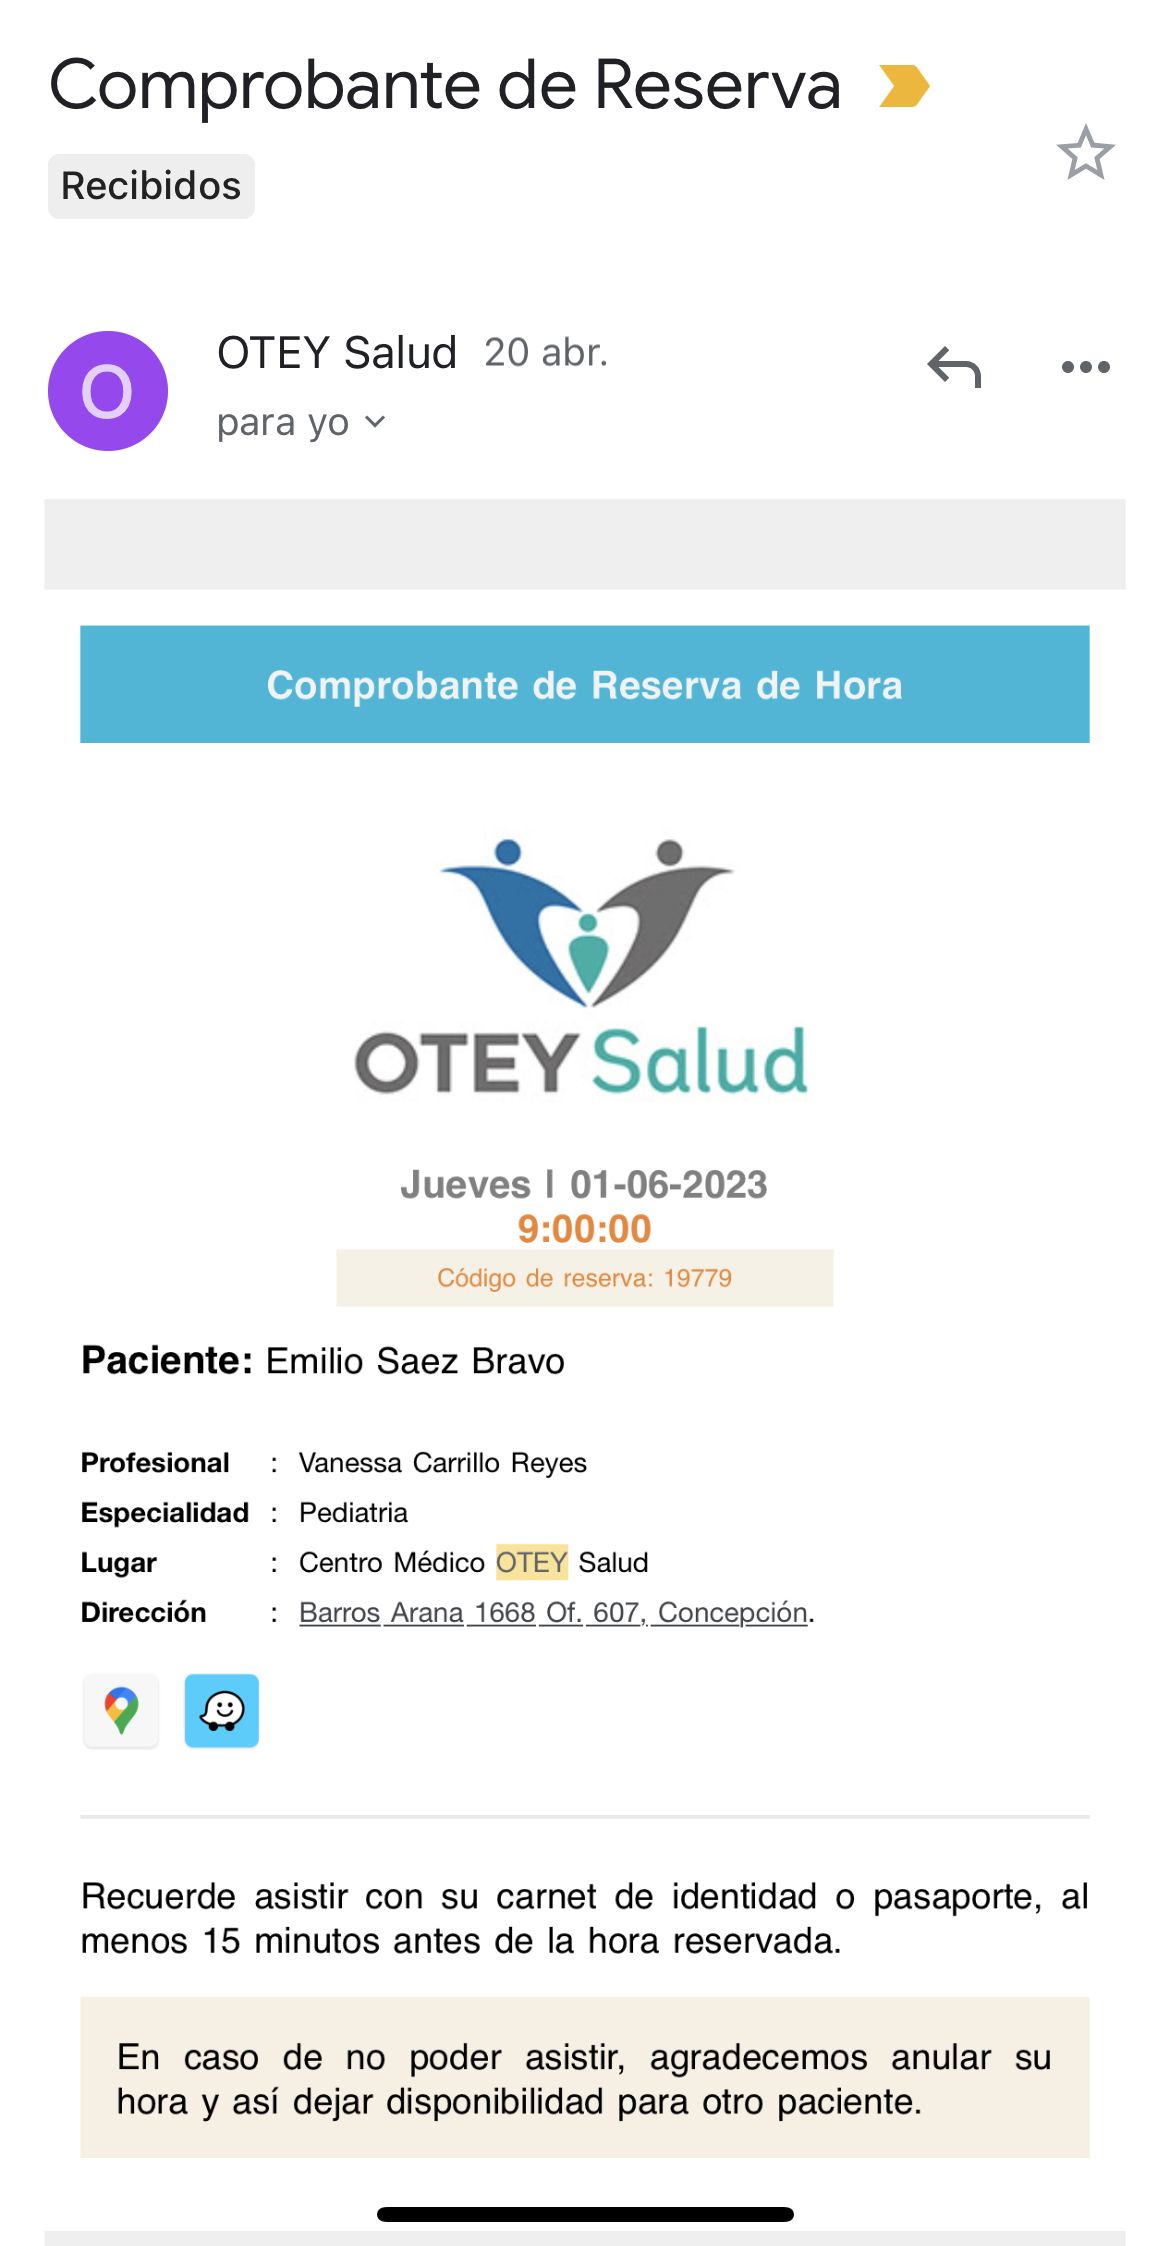 Comprobante de Reserva
Recibidos
O
OTEY Salud 20 abr.
para yo
Comprobante de Reserva de Hora
OTEY Salud
Jueves | 01-06-2023
9:00:00
Código de reserva: 19779
Paciente: Emilio Saez Bravo
Profesional : Vanessa Carrillo Reyes
Especialidad : Pediatria
Lugar : Centro Médico OTEY Salud
Dirección : Barros Arana 1668 Of. 607, Concepción.
Recuerde asistir con su carnet de identidad o pasaporte, al
menos 15 minutos antes de la hora reservada.
En caso de no poder asistir, agradecemos anular su
hora y así dejar disponibilidad para otro paciente.